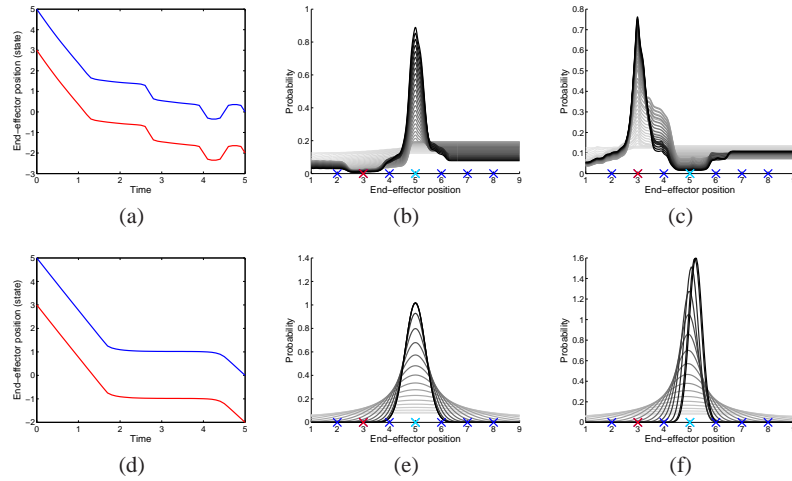 5
4
3
2
1
0
−1
−2
−3
0 1 2 3 4 5
Time
End−effector position (state)
(a)
1
0.8
0.6
0.4
0.2
0
1 2 3 4 5 6 7 8 9
End−effector position
Probability
(b)
0.8
0.7
0.6
0.5
0.4
0.3
0.2
0.1
0
1 2 3 4 5 6 7 8
End−effector position
Probability
(c)
5
4
3
2
1
0
−1
−2
0 1 2 3 4 5
Time
End−effector position (state)
(d)
1.4
1.2
1
0.8
0.6
0.4
0.2
0
1 2 3 4 5 6 7 8 9
End−effector position
Probability
(e)
1.6
1.4
1.2
1
0.8
0.6
0.4
0.2
0
1 2 3 4 5 6 7 8
End−effector position
Probability
(f)